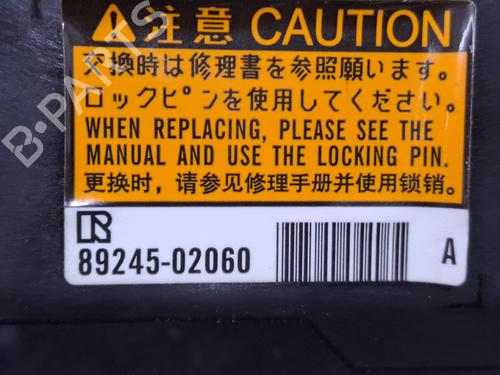 注意 CAUTION
交換時は修理書を参照願います。
ロックピンを使用してください。
WHEN REPLACING, PLEASE SEE THE
MANUAL AND USE THE LOCKING PIN.
更换时，请参见修理手册并使用锁销。
R
89245-02060 A
B-PARTS